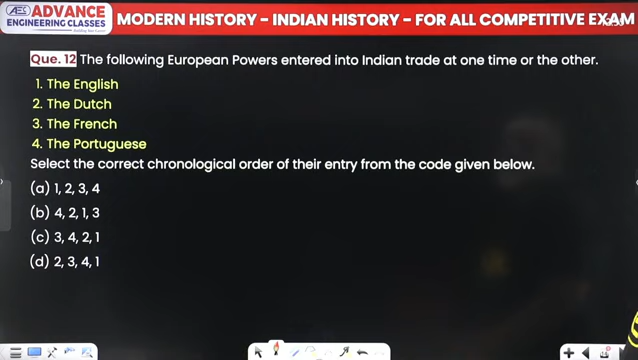 AEC ADVANCE
ENGINEERING CLASSES
MODERN HISTORY - INDIAN HISTORY - FOR ALL COMPETITIVE EXAM
Que. 12 The following European Powers entered into Indian trade at one time or the other.
1. The English
2. The Dutch
3. The French
4. The Portuguese
Select the correct chronological order of their entry from the code given below.
(a) 1, 2, 3, 4
(b) 4, 2, 1, 3
(c) 3, 4, 2, 1
(d) 2, 3, 4, 1